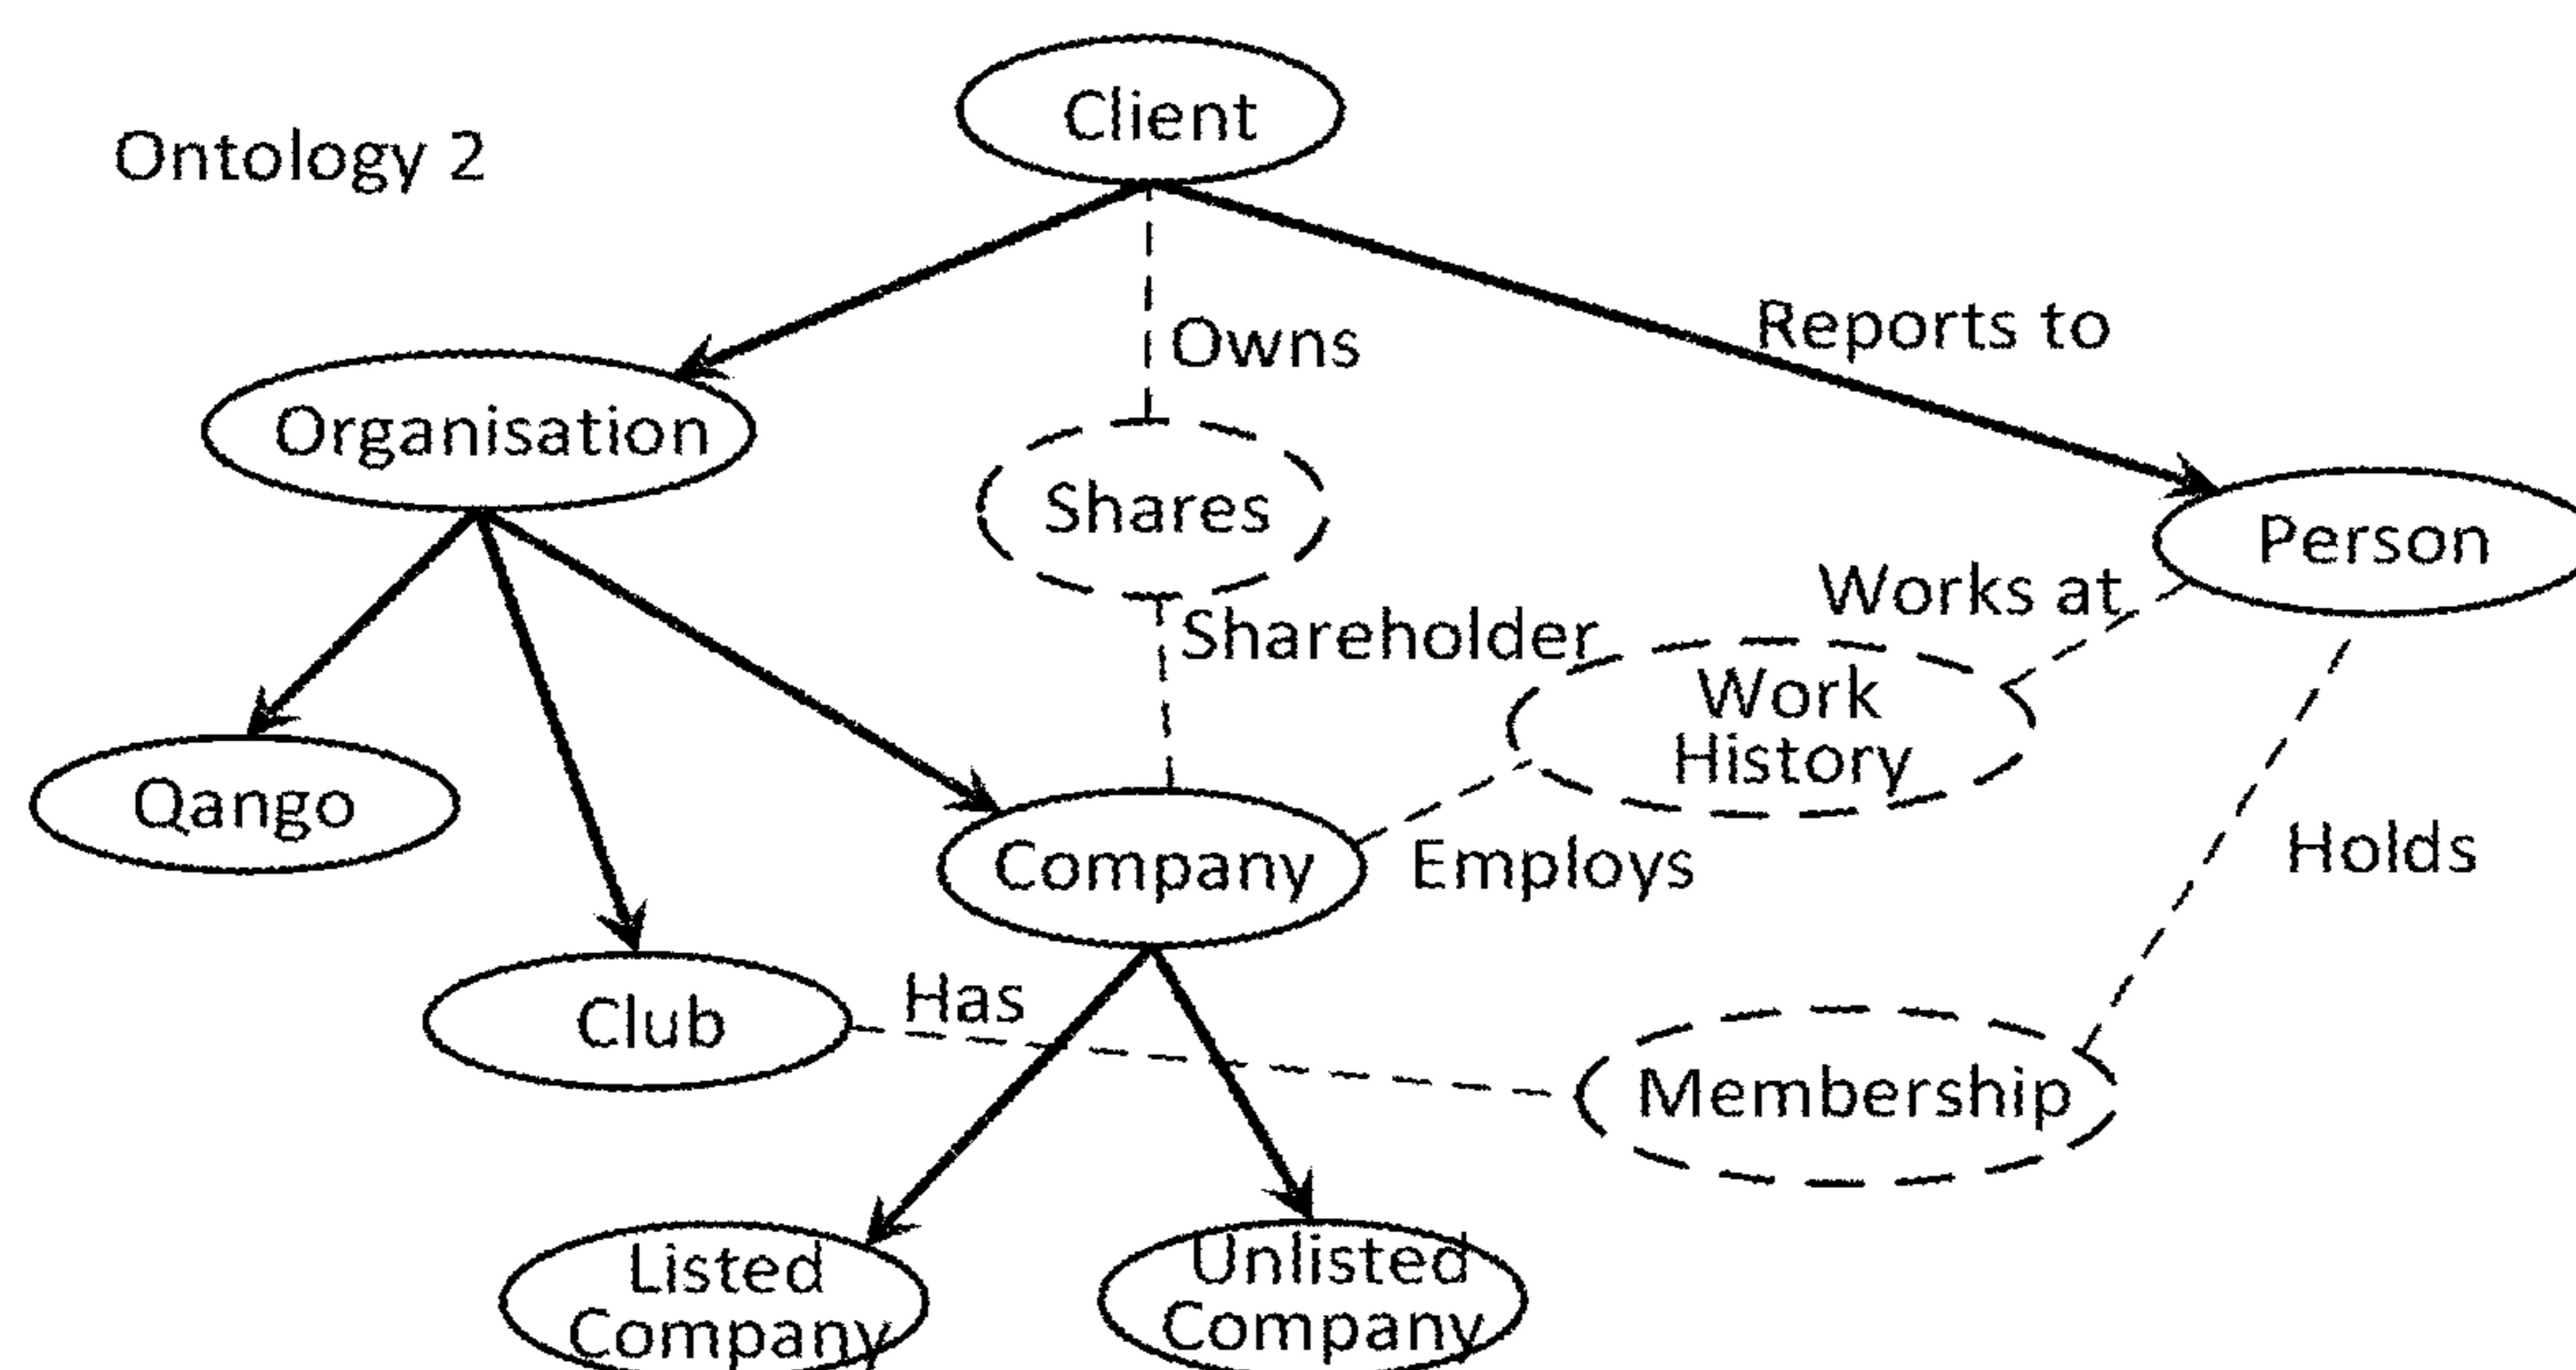 Client
Ontology 2
Owns
Reports to
Organisation
Shares
Person
Works at
Shareholder
Work
History
Qango
Company
Employs
Holds
Has
Club
Membership
Listed
Company
Unlisted
Company